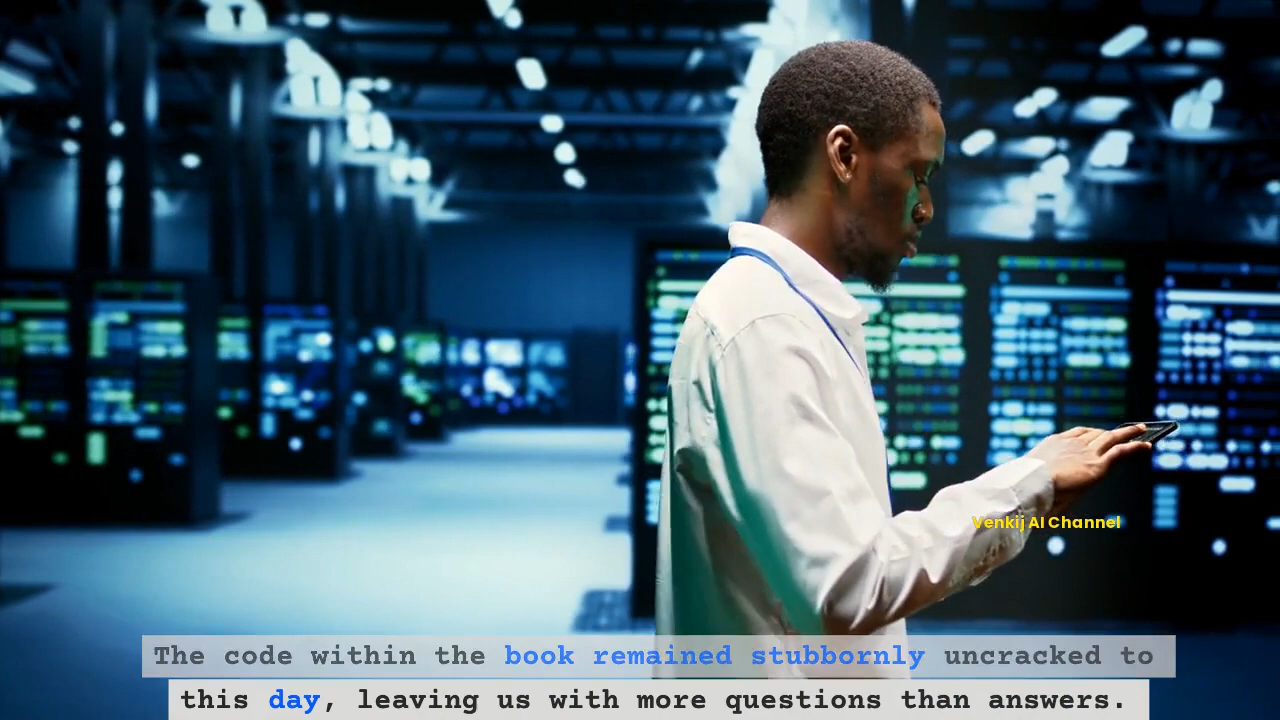 Venkij AI Channel
The code within the book remained stubbornly uncracked to
this day, leaving us with more questions than answers.